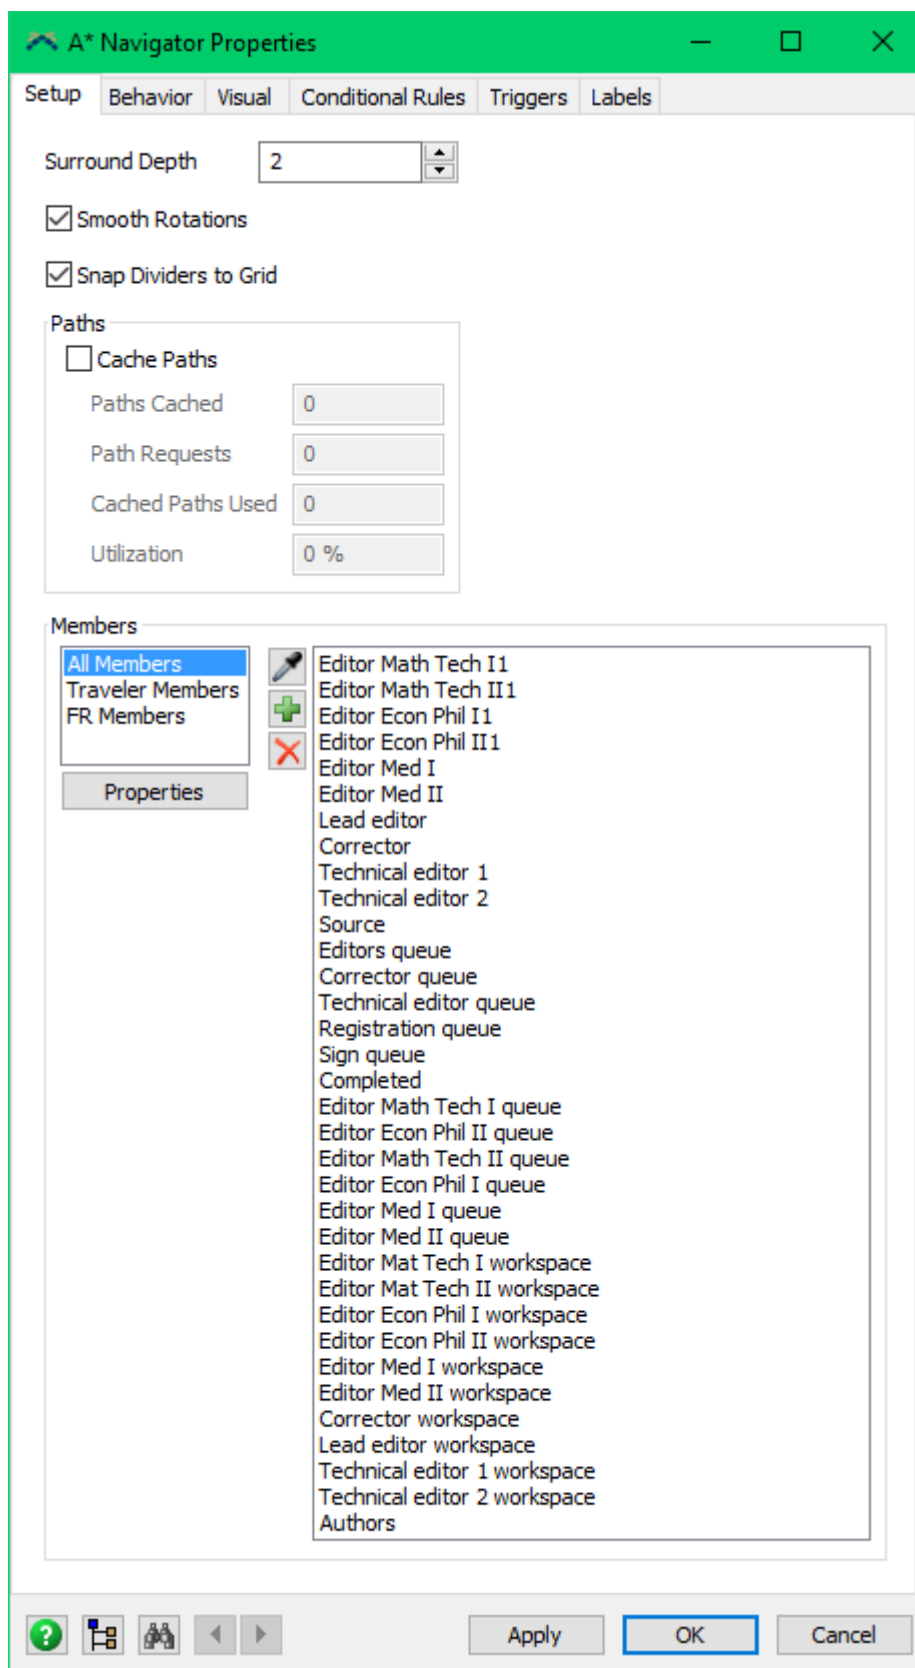 A* Navigator Properties
Setup Behavior Visual Conditional Rules Triggers Labels
Surround Depth 2
Smooth Rotations
Snap Dividers to Grid
Paths
Cache Paths
Paths Cached 0
Path Requests 0
Cached Paths Used 0
Utilization 0 %
Members
All Members
Traveler Members
FR Members
Properties
Editor Math Tech I1
Editor Math Tech II1
Editor Econ Phil I1
Editor Econ Phil II1
Editor Med I
Editor Med II
Lead editor
Corrector
Technical editor 1
Technical editor 2
Source
Editors queue
Corrector queue
Technical editor queue
Registration queue
Sign queue
Completed
Editor Math Tech I queue
Editor Econ Phil II queue
Editor Math Tech II queue
Editor Econ Phil I queue
Editor Med I queue
Editor Med II queue
Editor Mat Tech I workspace
Editor Mat Tech II workspace
Editor Econ Phil I workspace
Editor Econ Phil II workspace
Editor Med I workspace
Editor Med II workspace
Corrector workspace
Lead editor workspace
Technical editor 1 workspace
Technical editor 2 workspace
Authors
? Apply OK Cancel